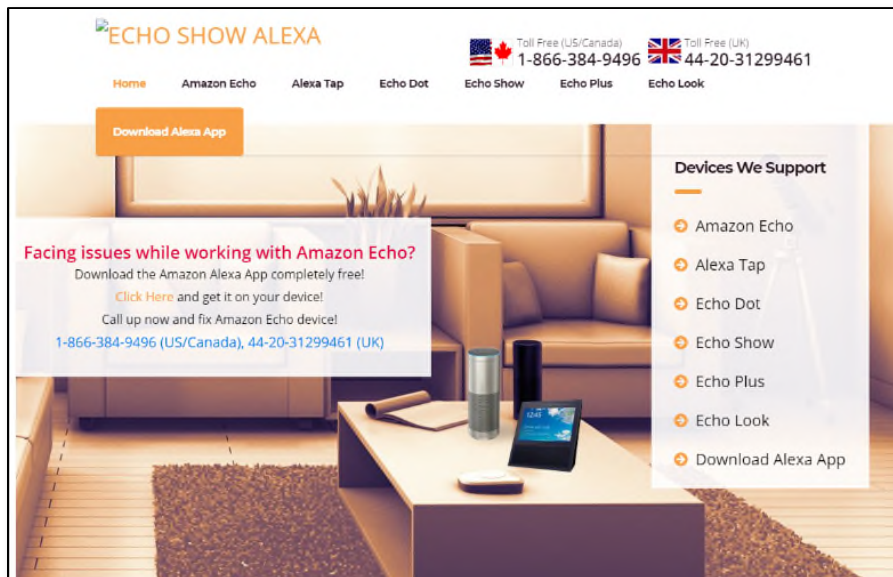 ECHO SHOW ALEXA
Toll Free (US/Canada)
1-866-384-9496
Toll Free (UK)
44-20-31299461
Home Amazon Echo Alexa Tap Echo Dot Echo Show Echo Plus Echo Look
Download Alexa App
Facing issues while working with Amazon Echo?
Download the Amazon Alexa App completely free!
Click Here and get it on your device!
Call up now and fix Amazon Echo device!
1-866-384-9496 (US/Canada), 44-20-31299461 (UK)
Devices We Support
Amazon Echo
Alexa Tap
Echo Dot
Echo Show
Echo Plus
Echo Look
Download Alexa App